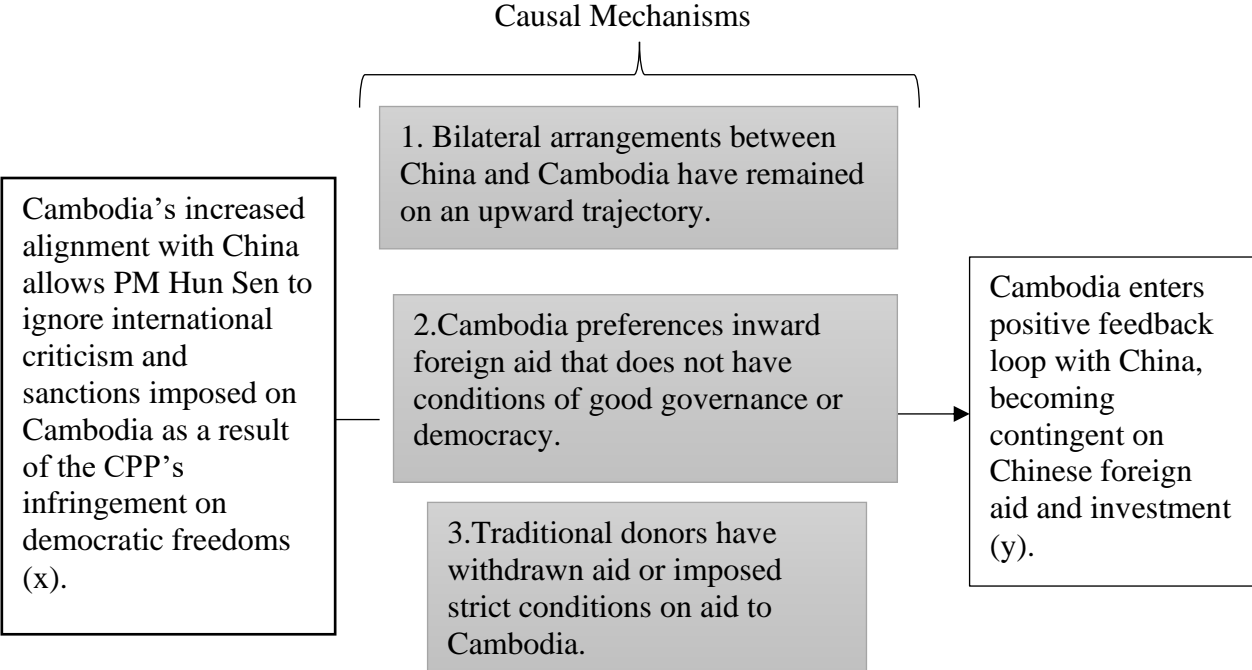 Causal Mechanisms
Cambodia’s increased
alignment with China
allows PM Hun Sen to
ignore international
criticism and
sanctions imposed on
Cambodia as a result
of the CPP’s
infringement on
democratic freedoms
(x).
1. Bilateral arrangements between
China and Cambodia have remained
on an upward trajectory.
2.Cambodia preferences inward
foreign aid that does not have
conditions of good governance or
democracy.
3.Traditional donors have
withdrawn aid or imposed
strict conditions on aid to
Cambodia.
Cambodia enters
positive feedback
loop with China,
becoming
contingent on
Chinese foreign
aid and investment
(y).